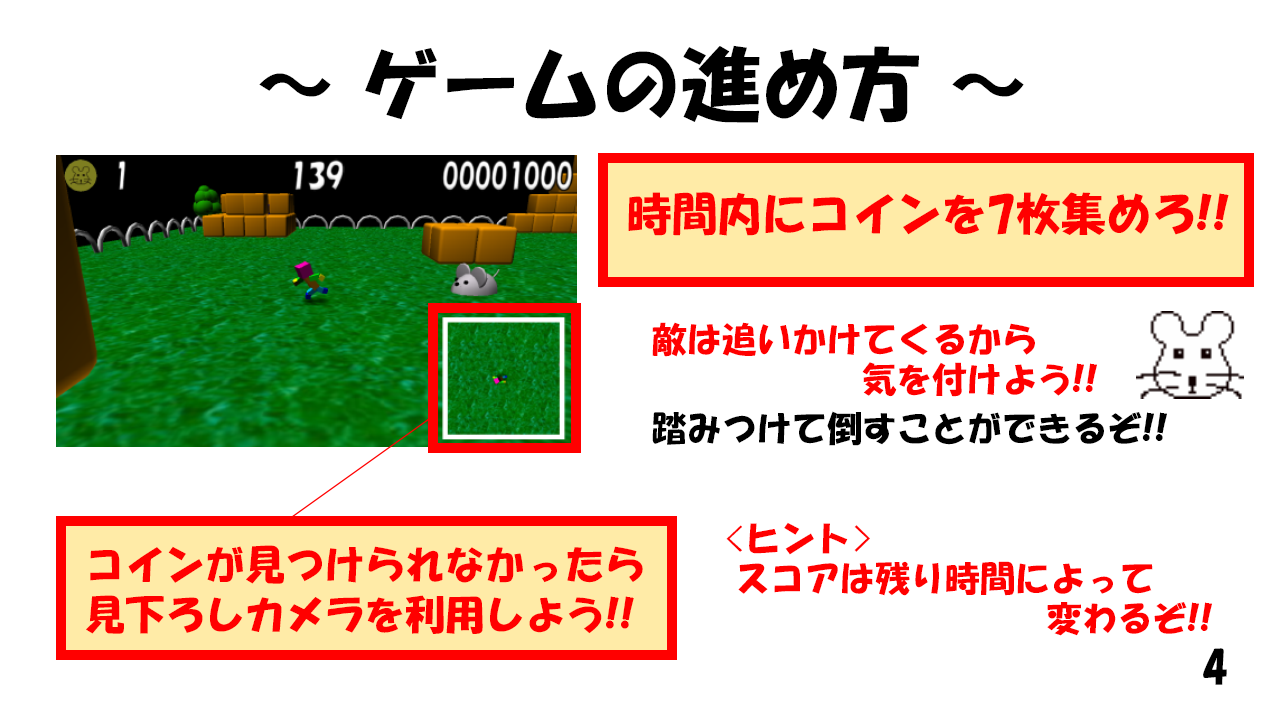 ～ ゲームの進め方 ～
1 139 00001000
時間内にコインを7枚集めろ!!
敵は追いかけてくるから
気を付けよう!!
踏みつけて倒すことができるぞ!!
コインが見つけられなかったら
見下ろしカメラを利用しよう!!
＜ヒント＞
スコアは残り時間によって
変わるぞ!!
4